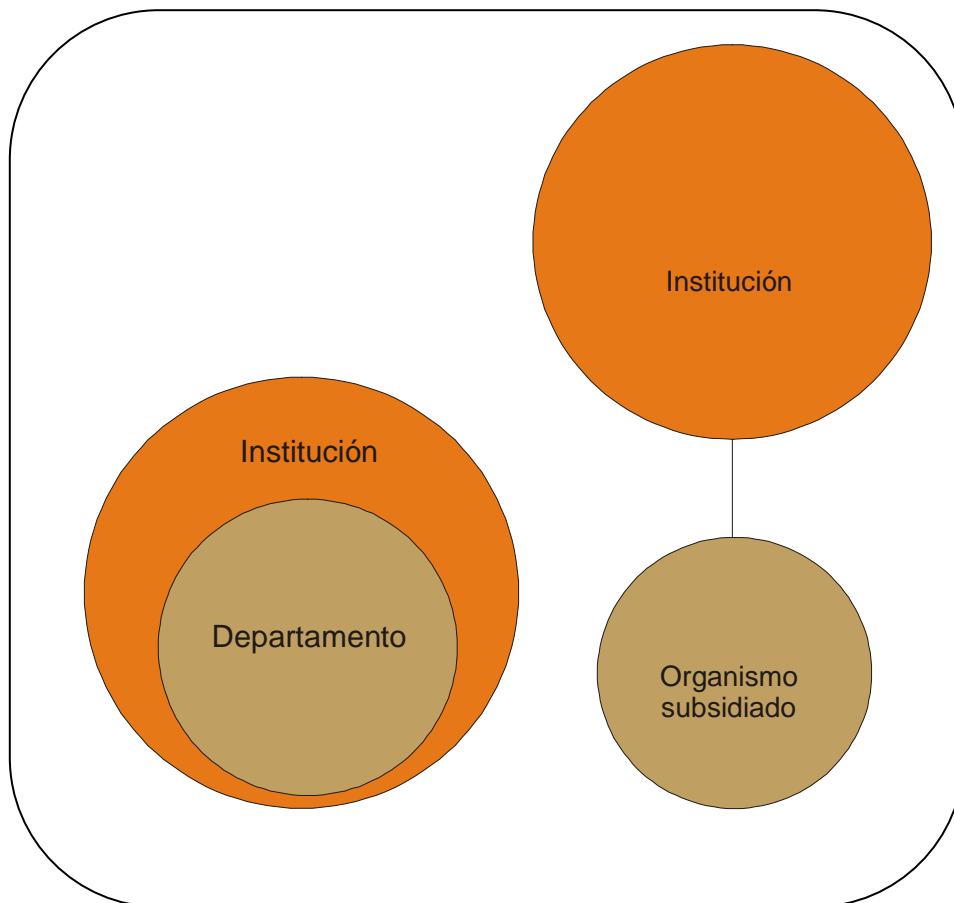 Institución
Institución
Departamento
Organismo
subsidiado